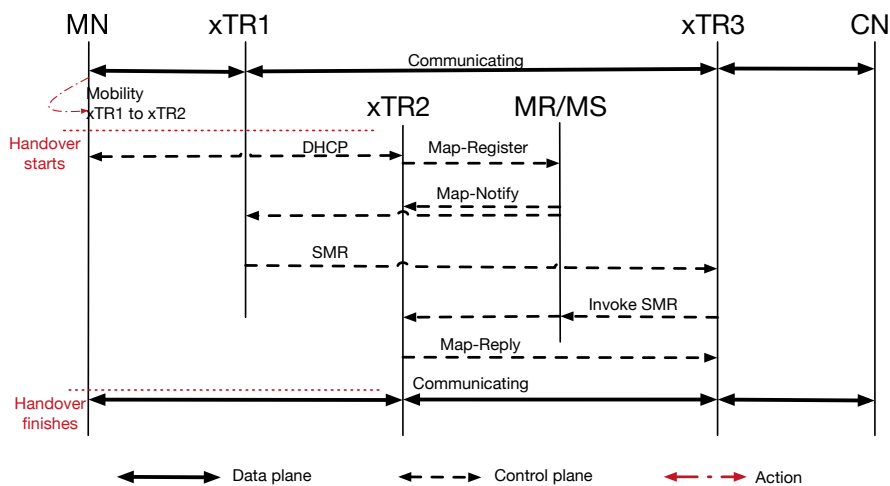 MN xTR1 xTR3 CN
Communicating
Mobility
xTR1 to xTR2
xTR2 MR/MS
Handover
starts
DHCP Map-Register
Map-Notify
SMR
Invoke SMR
Map-Reply
Communicating
Handover
finishes
Data plane Control plane Action